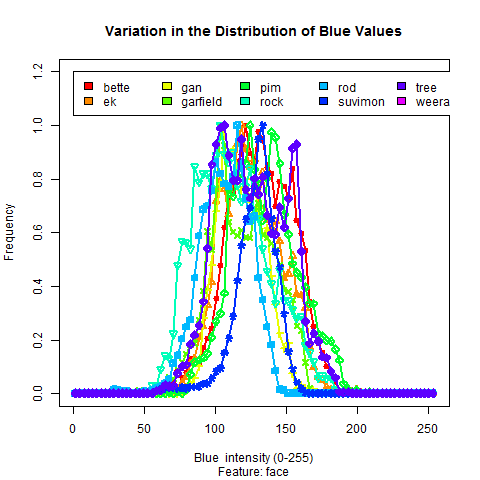 Variation in the Distribution of Blue Values
bette gan pim rod tree
ek garfield rock suvimon weera
Frequency
1.2
1.0
0.8
0.6
0.4
0.2
0.0
0 50 100 150 200 250
Blue intensity (0-255)
Feature: face